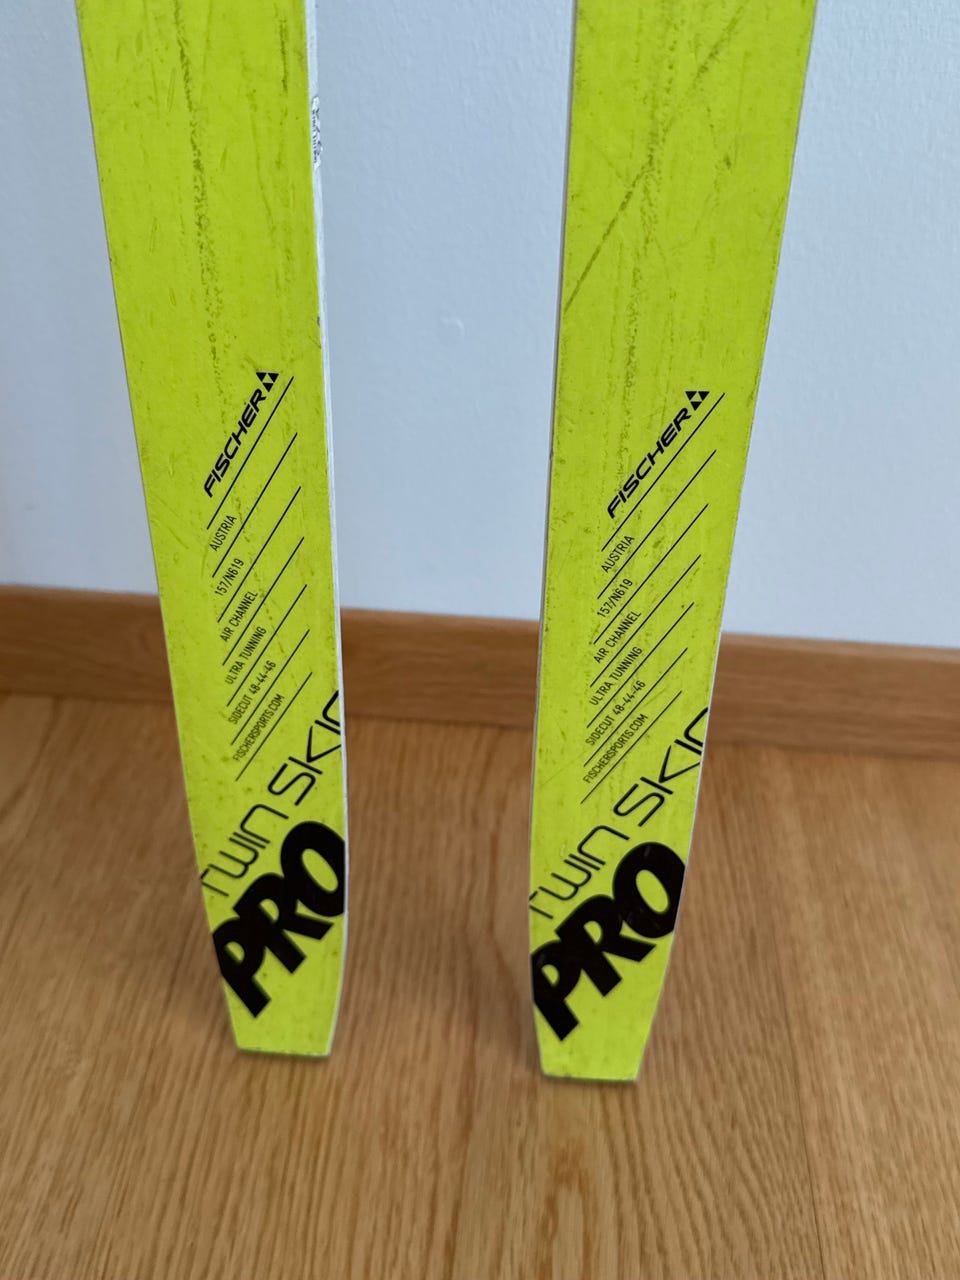 FISCHER
AUSTRIA
157/N619
AIR CHANNEL
ULTRA TUNNING
SIDECUT 48-44-46
FISCHERSPORTS.COM
TWIN SKIN
PRO
FISCHER
AUSTRIA
157/N619
AIR CHANNEL
ULTRA TUNNING
SIDECUT 48-44-46
FISCHERSPORTS.COM
TWIN SKIN
PRO